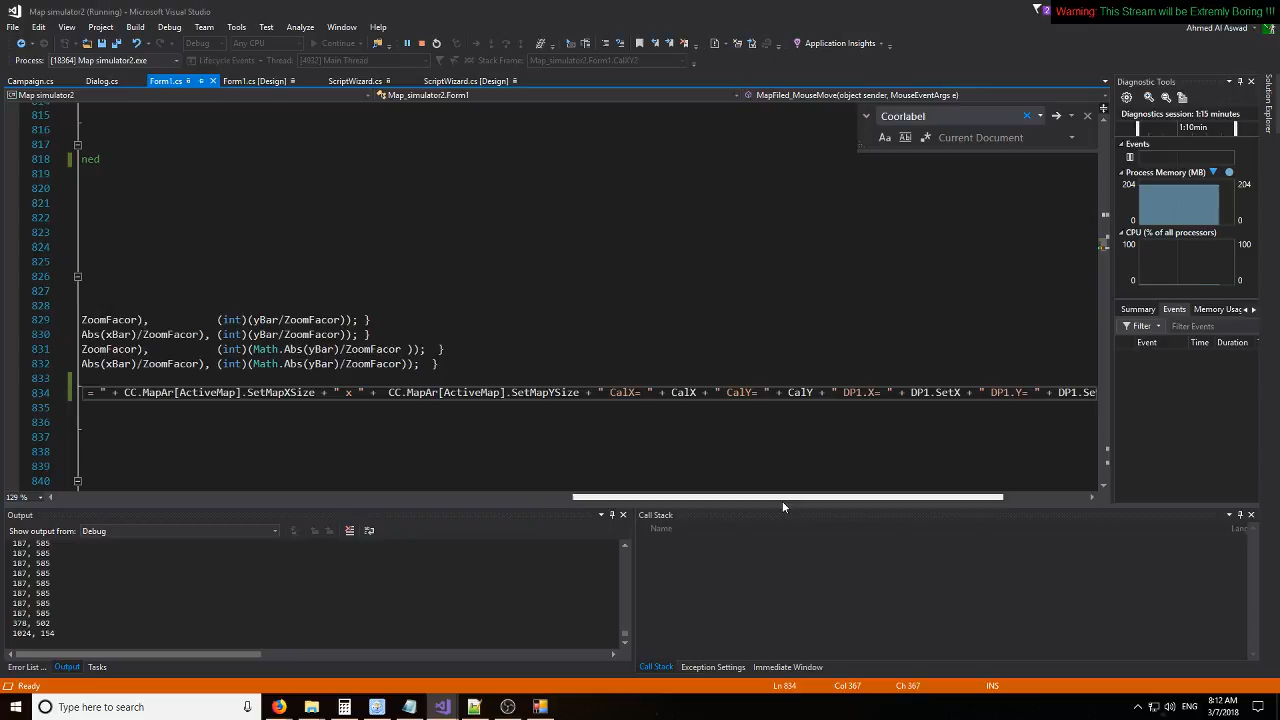 Map simulator2 (Running) - Microsoft Visual Studio
Warning: This Stream will be Extremly Boring !!!
File Edit View Project Build Debug Team Tools Test Analyze Window Help
Ahmed Al Aswad
Debug Any CPU Continue Application Insights
Process: [18364] Map simulator2.exe Lifecycle Events Thread: [4932] Main Thread Stack Frame: Map_simulator2.Form1.CalXY2
Campaign.cs Dialog.cs Form1.cs Form1.cs [Design] ScriptWizard.cs ScriptWizard.cs [Design]
Map simulator2 Map_simulator2.Form1 MapFiled_MouseMove(object sender, MouseEventArgs e)
Coorlabel
Aa Current Document
814
815
816
817
818 ned
819
820
821
822
823
824
825
826
827
828
829 ZoomFacor), (int)(yBar/ZoomFacor)); }
830 Abs(xBar)/ZoomFacor), (int)(yBar/ZoomFacor)); }
831 ZoomFacor), (int)(Math.Abs(yBar)/ZoomFacor )); }
832 Abs(xBar)/ZoomFacor), (int)(Math.Abs(yBar)/ZoomFacor)); }
833
834 = " + CC.MapAr[ActiveMap].SetMapXSize + " x " + CC.MapAr[ActiveMap].SetMapYSize + " CalX= " + CalX + " CalY= " + CalY + " DP1.X= " + DP1.SetX + " DP1.Y= " + DP1.Se
835
836
837
838
839
840
129 %
Diagnostic Tools
Diagnostics session: 1:15 minutes
1:10min
Events
Process Memory (MB)
204 204
0 0
CPU (% of all processors)
100 100
0 0
Summary Events Memory Usag
Filter Filter Events
Event Time Duration
Solution Explorer
Output
Show output from: Debug
187, 585
187, 585
187, 585
187, 585
187, 585
187, 585
187, 585
187, 585
378, 502
1024, 154
Call Stack
Name Lang
Error List ... Output Tasks
Call Stack Exception Settings Immediate Window
Ready Ln 834 Col 367 Ch 367 INS
Type here to search
ENG
8:12 AM
3/7/2018